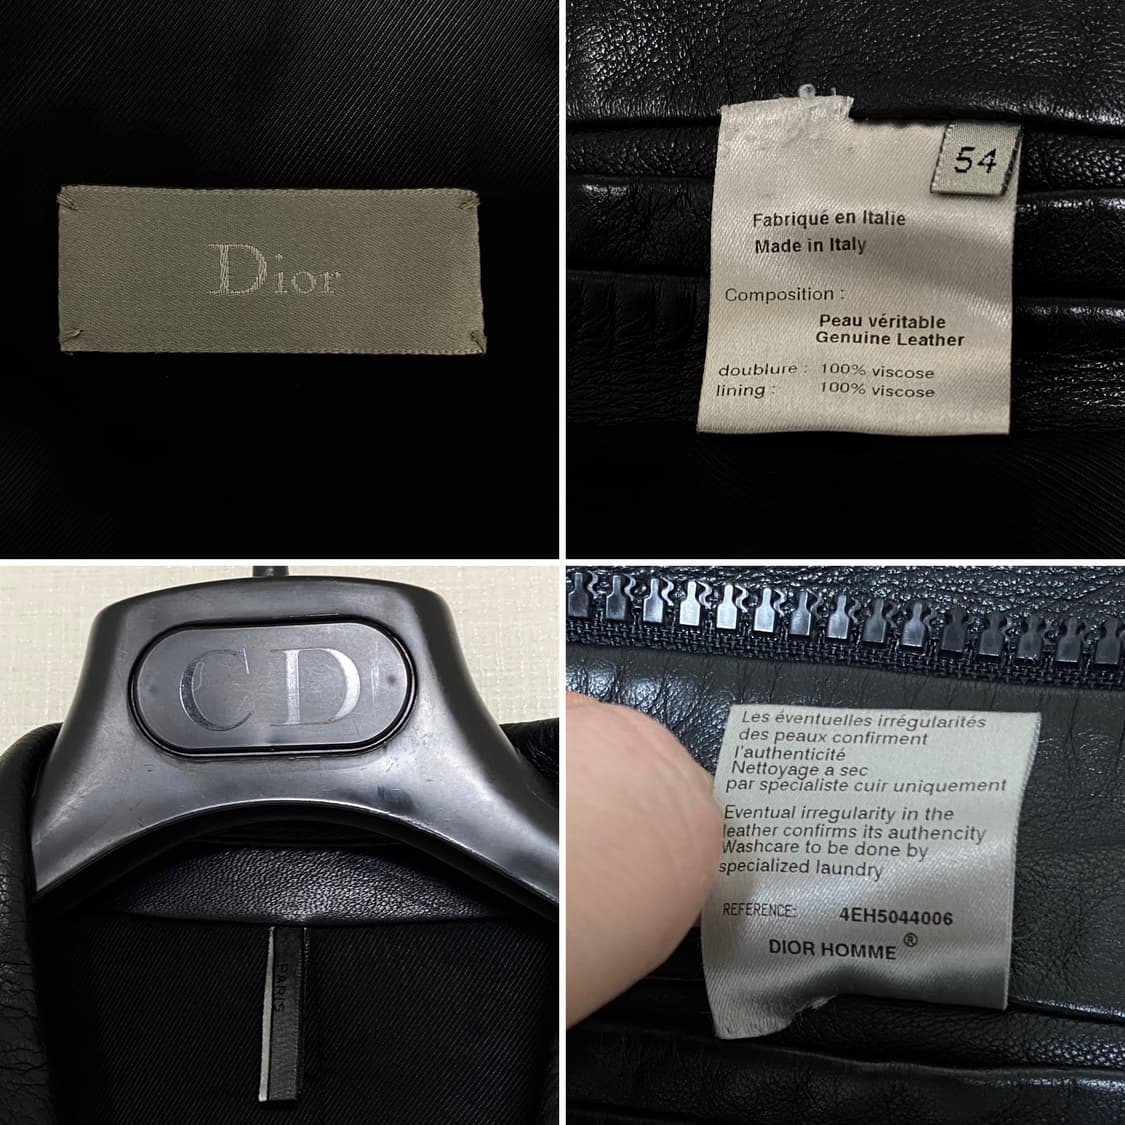 Dior
54
Fabriqué en Italie
Made in Italy
Composition :
Peau véritable
Genuine Leather
doublure : 100% viscose
lining : 100% viscose
CD
PARIS
Les éventuelles irrégularités
des peaux confirment
l'authenticité
Nettoyage a sec
par specialiste cuir uniquement
Eventual irregularity in the
leather confirms its authencity
Washcare to be done by
specialized laundry
REFERENCE: 4EH5044006
DIOR HOMME ®